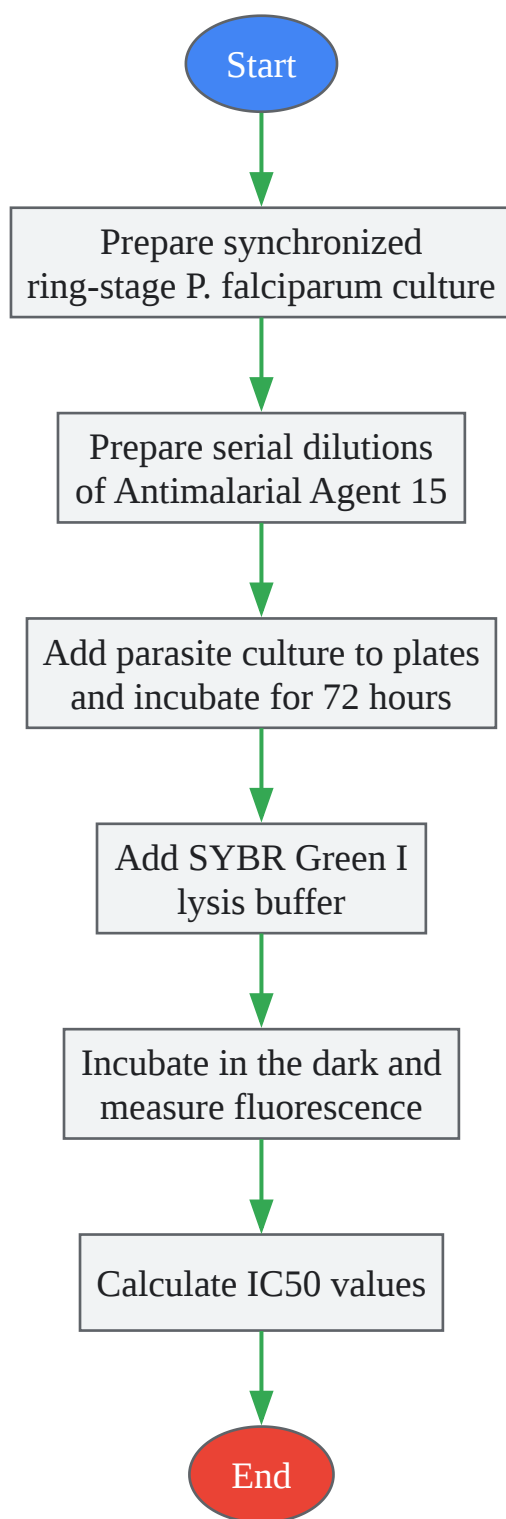 Start
Prepare synchronized
ring-stage P. falciparum culture
Prepare serial dilutions
of Antimalarial Agent 15
Add parasite culture to plates
and incubate for 72 hours
Add SYBR Green I
lysis buffer
Incubate in the dark and
measure fluorescence
Calculate IC50 values
End